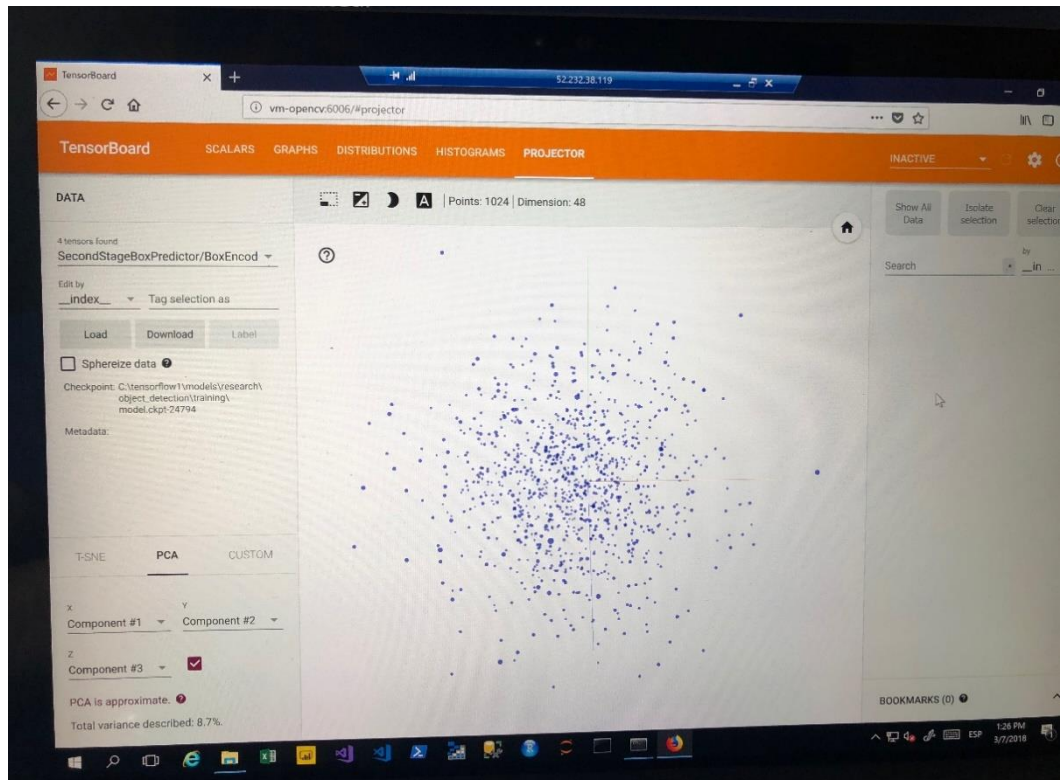 TensorBoard
52.232.38.119
vm-opencv:6006/#projector
TensorBoard SCALARS GRAPHS DISTRIBUTIONS HISTOGRAMS PROJECTOR INACTIVE
DATA
Points: 1024 | Dimension: 48
Show All Data
Isolate selection
Clear selection
4 tensors found
SecondStageBoxPredictor/BoxEncod
by
Search
__in ...
Edit by
__index__ Tag selection as
Load Download Label
Sphereize data
Checkpoint: C:\tensorflow1\models\research\
object_detection\training\
model.ckpt-24794
Metadata:
T-SNE PCA CUSTOM
X Y
Component #1 Component #2
Z
Component #3
PCA is approximate.
Total variance described: 8.7%.
BOOKMARKS (0)
ESP
1:26 PM
3/7/2018